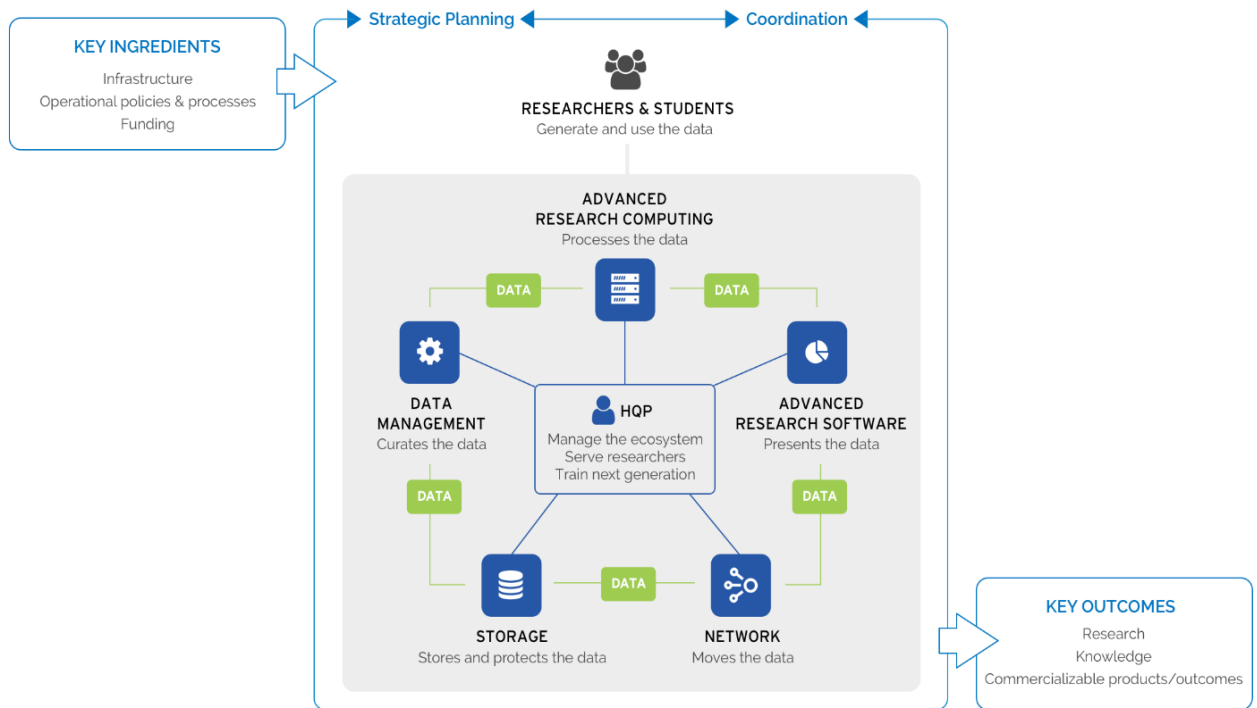 Strategic Planning
Coordination
KEY INGREDIENTS
Infrastructure
Operational policies & processes
Funding
RESEARCHERS & STUDENTS
Generate and use the data
ADVANCED
RESEARCH COMPUTING
Processes the data
DATA
DATA
DATA
MANAGEMENT
Curates the data
HQP
Manage the ecosystem
Serve researchers
Train next generation
ADVANCED
RESEARCH SOFTWARE
Presents the data
DATA
DATA
DATA
STORAGE
Stores and protects the data
NETWORK
Moves the data
KEY OUTCOMES
Research
Knowledge
Commercializable products/outcomes